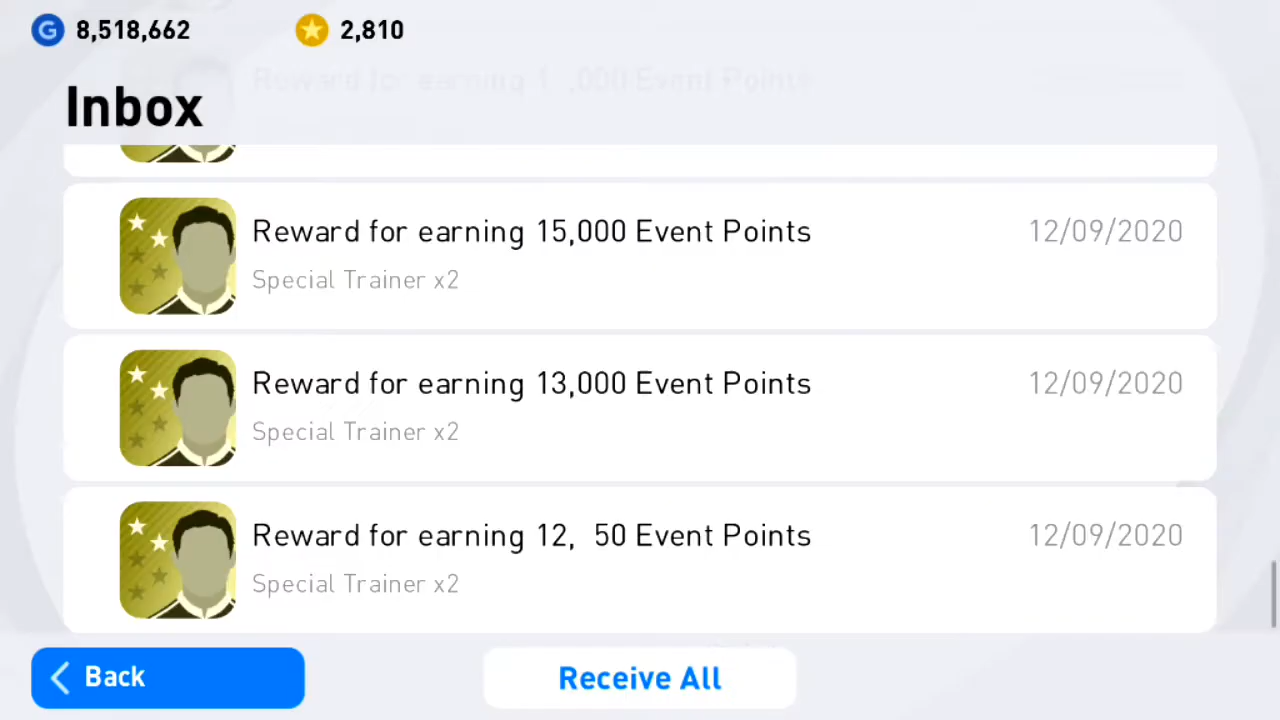 8,518,662
2,810
Inbox
Reward for earning 15,000 Event Points
12/09/2020
Special Trainer x2
Reward for earning 13,000 Event Points
12/09/2020
Special Trainer x2
Reward for earning 12, 50 Event Points
12/09/2020
Special Trainer x2
Back
Receive All